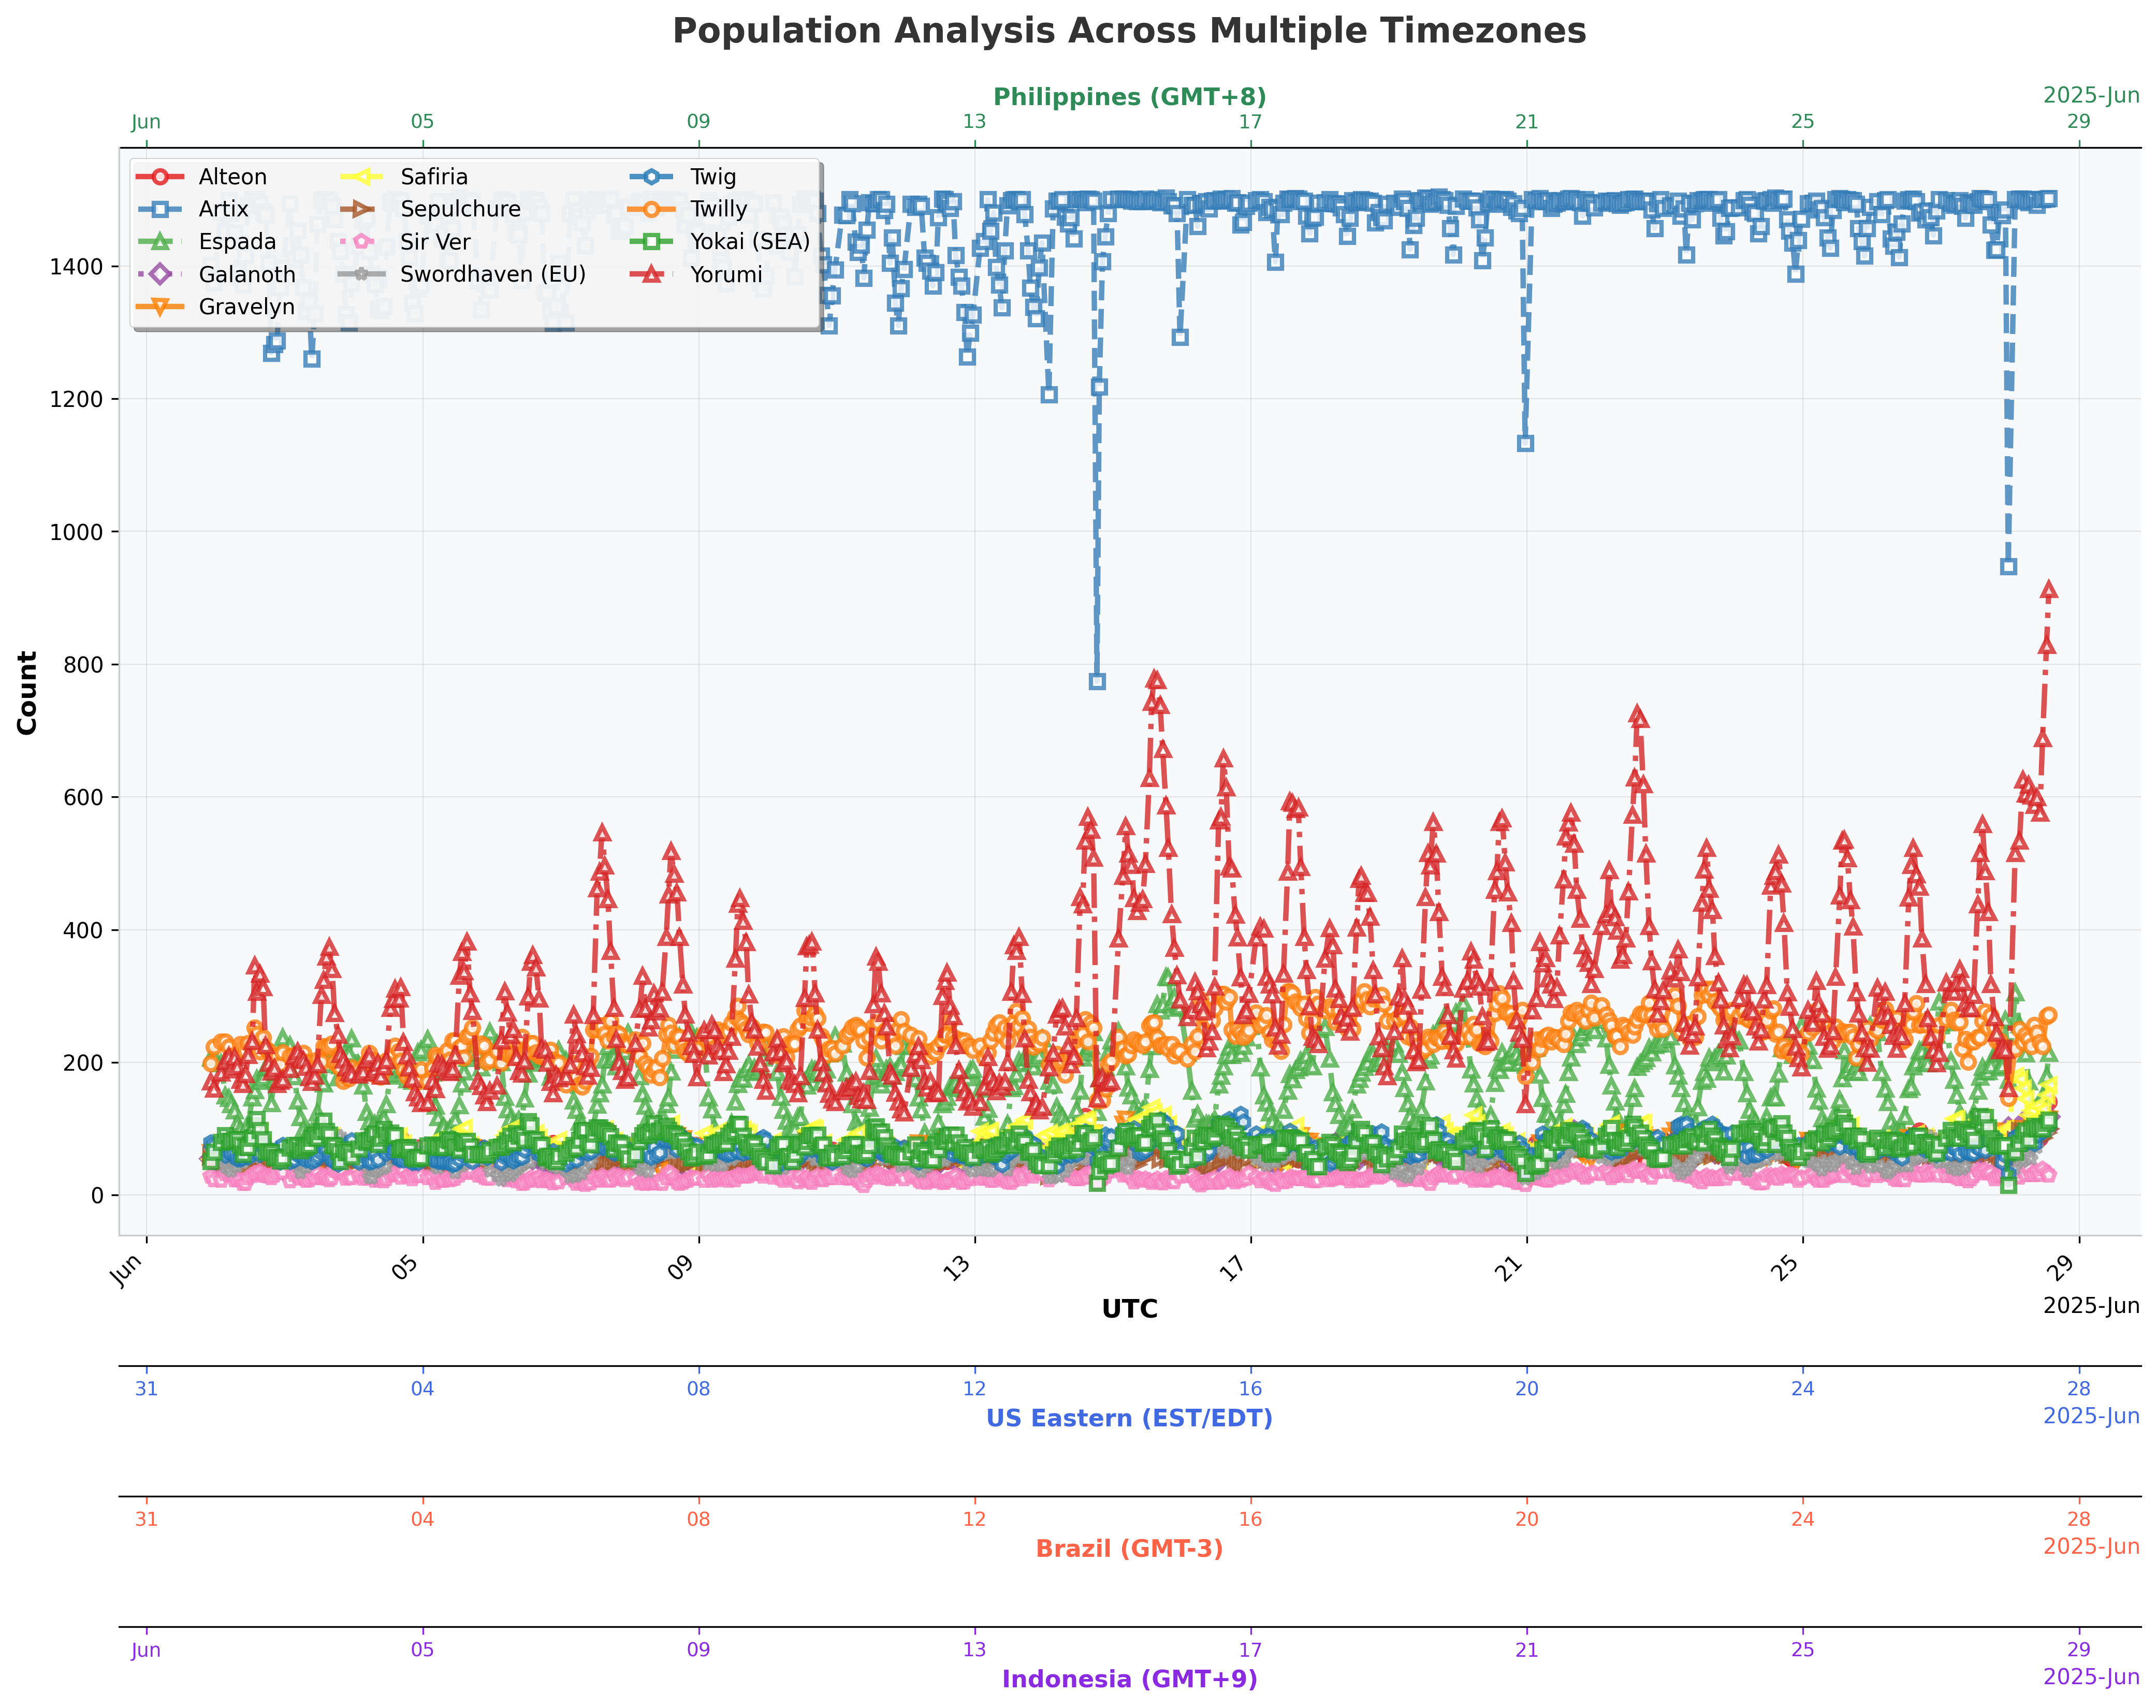 Population Analysis Across Multiple Timezones
Philippines (GMT+8)
2025-Jun
Jun 05 09 13 17 21 25 29
Alteon Safiria Twig
Artix Sepulchure Twilly
Espada Sir Ver Yokai (SEA)
Galanoth Swordhaven (EU) Yorumi
Gravelyn
Count
1400
1200
1000
800
600
400
200
0
Jun 05 09 13 17 21 25 29
UTC
2025-Jun
31 04 08 12 16 20 24 28
US Eastern (EST/EDT)
2025-Jun
31 04 08 12 16 20 24 28
Brazil (GMT-3)
2025-Jun
Jun 05 09 13 17 21 25 29
Indonesia (GMT+9)
2025-Jun